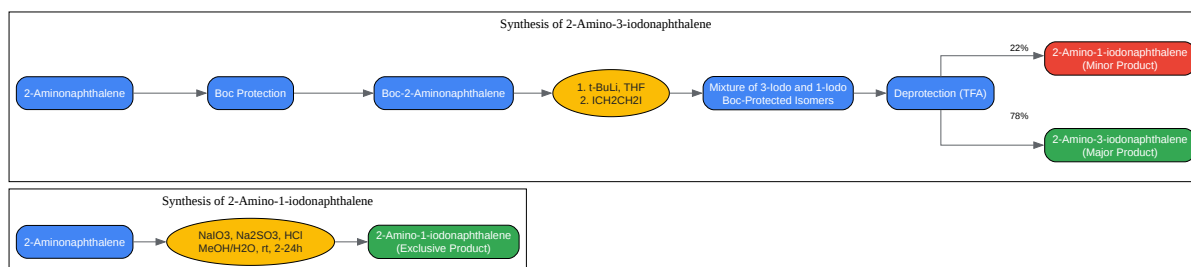 Synthesis of 2-Amino-3-iodonaphthalene
2-Aminonaphthalene
Boc Protection
Boc-2-Aminonaphthalene
1. t-BuLi, THF
2. ICH2CH2I
Mixture of 3-Iodo and 1-Iodo
Boc-Protected Isomers
Deprotection (TFA)
22%
2-Amino-1-iodonaphthalene
(Minor Product)
78%
2-Amino-3-iodonaphthalene
(Major Product)
Synthesis of 2-Amino-1-iodonaphthalene
2-Aminonaphthalene
NaIO3, Na2SO3, HCl
MeOH/H2O, rt, 2-24h
2-Amino-1-iodonaphthalene
(Exclusive Product)